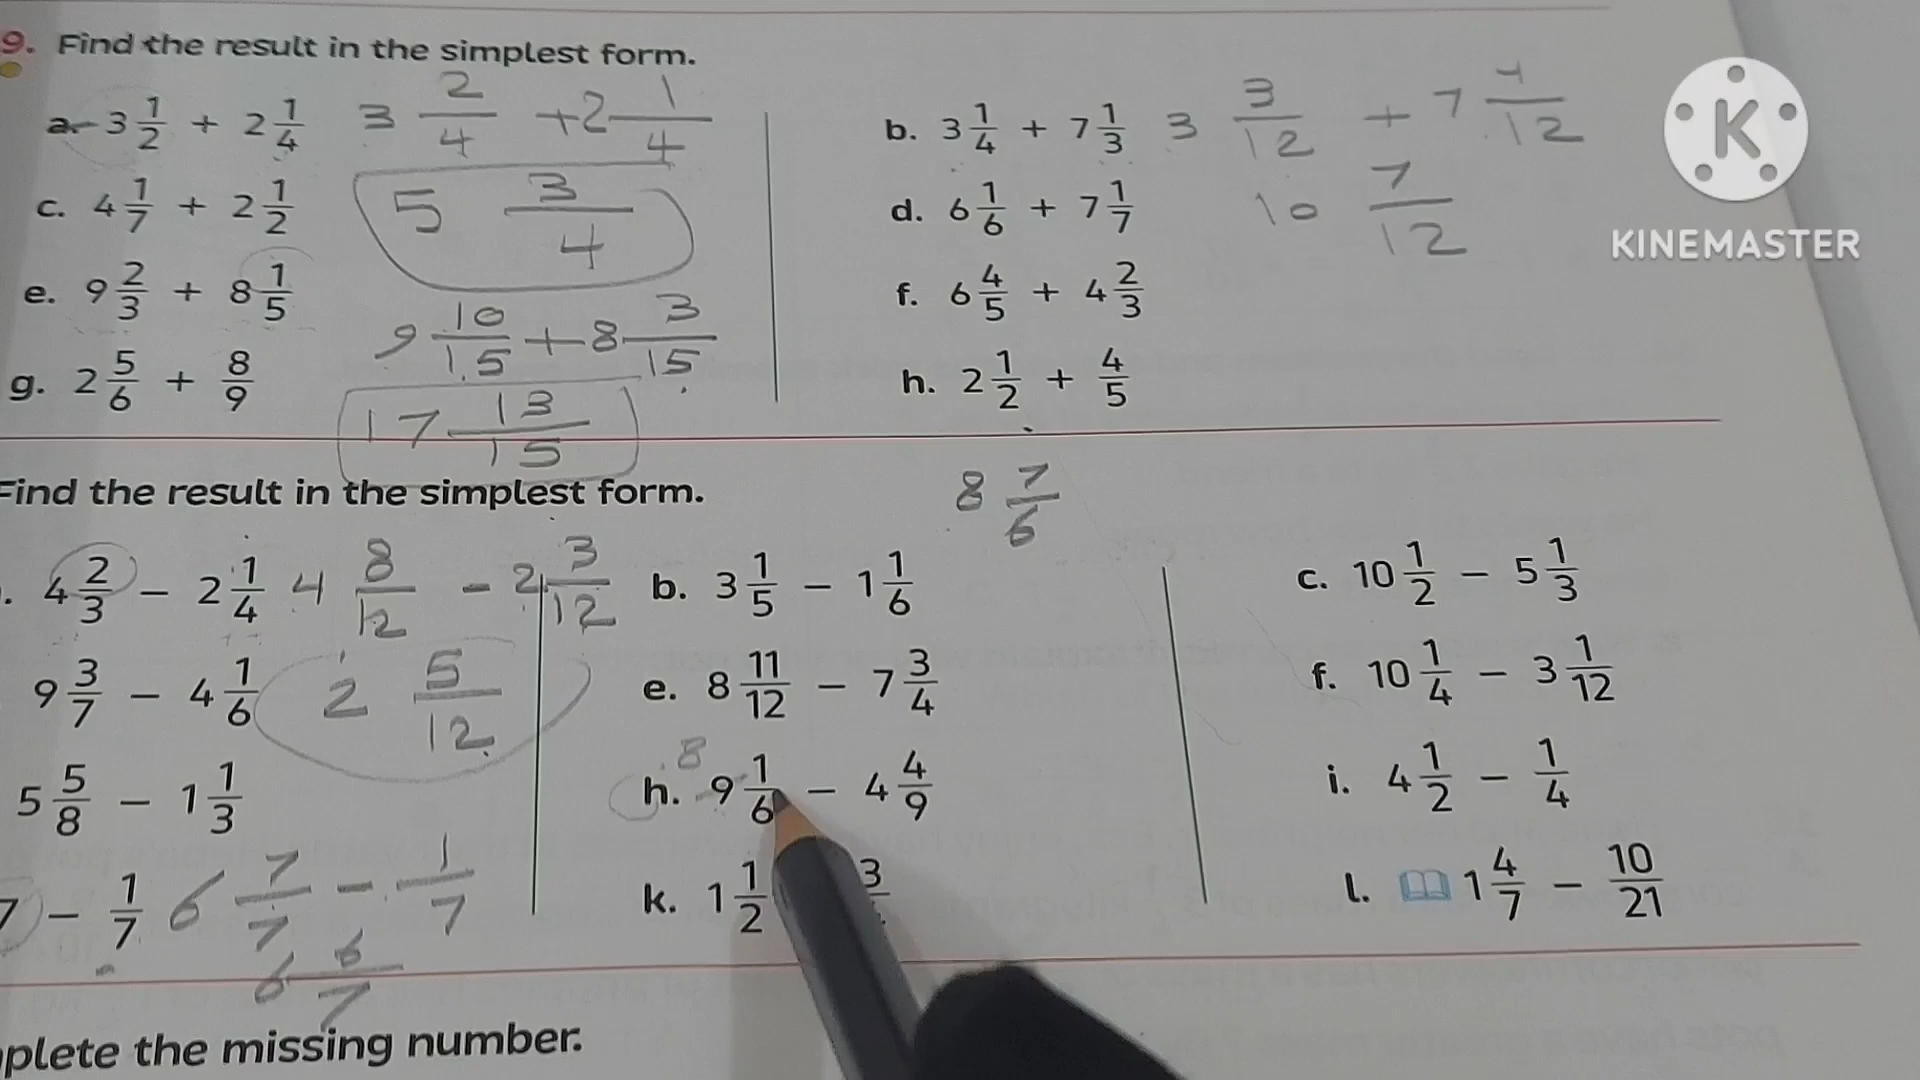 9. Find the result in the simplest form.
a. 3 1/2 + 2 1/4 3 2/4 + 2 1/4
b. 3 1/4 + 7 1/3 3 3/12 + 7 4/12
c. 4 1/7 + 2 1/2 5 3/4
d. 6 1/6 + 7 1/7 10 7/12
e. 9 2/3 + 8 1/5 9 10/15 + 8 3/15
f. 6 4/5 + 4 2/3
g. 2 5/6 + 8/9 17 13/15
h. 2 1/2 + 4/5
KINEMASTER
Find the result in the simplest form.
8 7/6
. 4 2/3 - 2 1/4 4 8/12 - 2 3/12
b. 3 1/5 - 1 1/6
c. 10 1/2 - 5 1/3
9 3/7 - 4 1/6 2 5/12
e. 8 11/12 - 7 3/4
f. 10 1/4 - 3 1/12
5 5/8 - 1 1/3
8
h. 9 1/6 - 4 4/9
i. 4 1/2 - 1/4
7 - 1/7 6 7/7 - 1/7
k. 1 1/2 3
l. 1 4/7 - 10/21
6 6/7
plete the missing number.